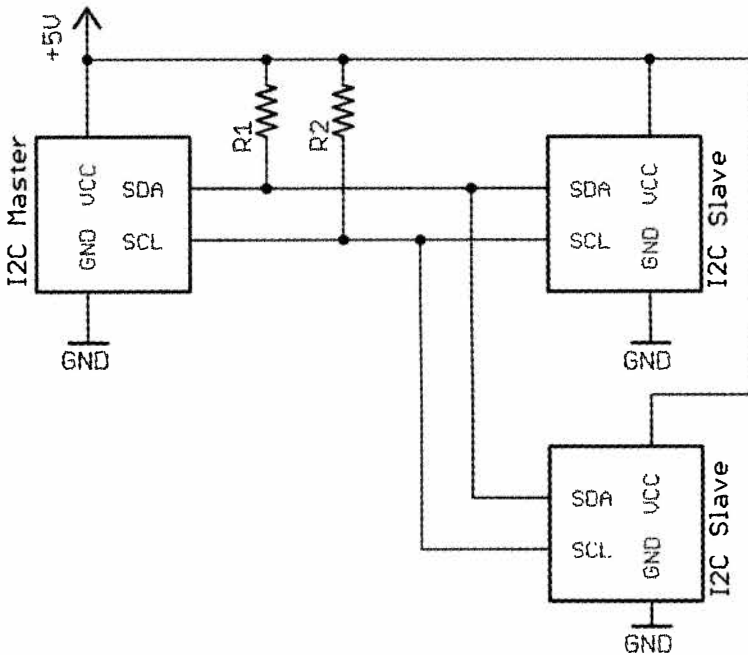 +5V
R1
R2
I2C Master
VCC
SDA
GND
SCL
GND
SDA
VCC
SCL
GND
I2C Slave
GND
SDA
VCC
SCL
GND
I2C Slave
GND